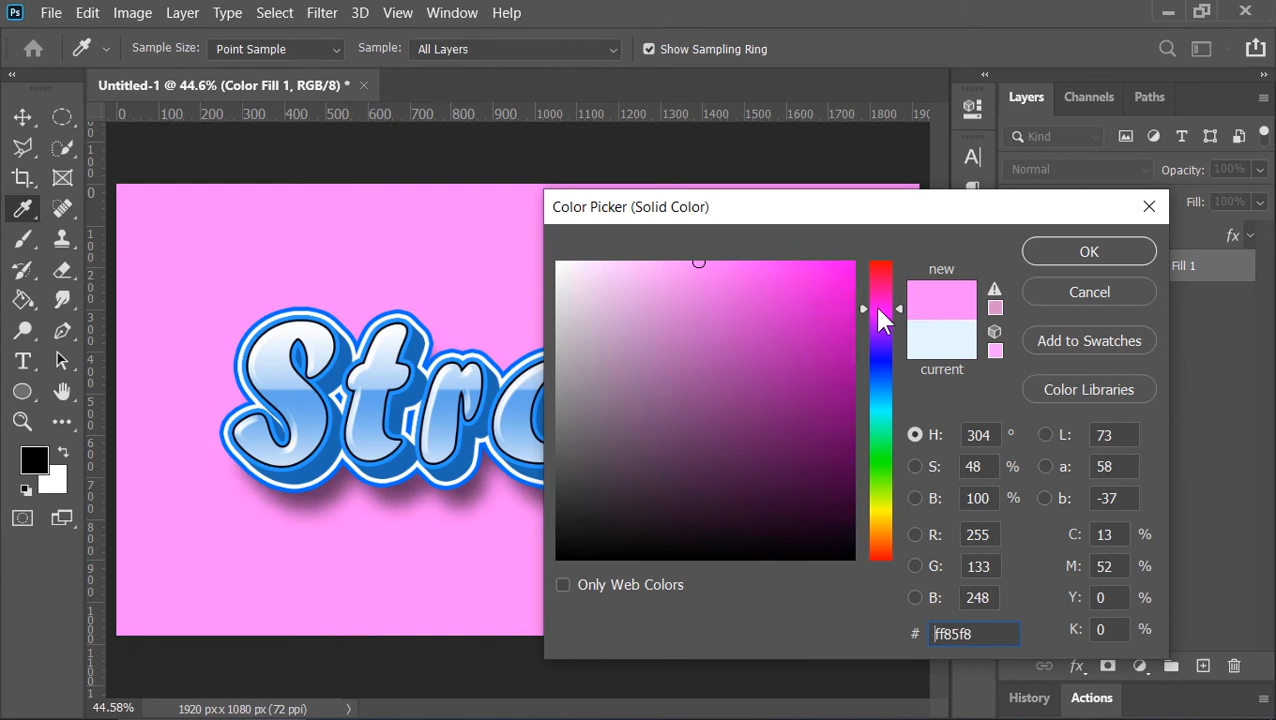 Ps File Edit Image Layer Type Select Filter 3D View Window Help
Sample Size: Point Sample Sample: All Layers Show Sampling Ring
Untitled-1 @ 44.6% (Color Fill 1, RGB/8) *
Layers Channels Paths
0 100 200 300 400 500 600 700 800 900 1000 1100 1200 1300 1400 1500 1600 1700 1800
Kind
Normal Opacity: 100%
Fill: 100%
fx
Fill 1
Color Picker (Solid Color)
new
current
OK
Cancel
Add to Swatches
Color Libraries
H: 304 °
S: 48 %
B: 100 %
R: 255
G: 133
B: 248
# ff85f8
L: 73
a: 58
b: -37
C: 13 %
M: 52 %
Y: 0 %
K: 0 %
Only Web Colors
Str
fx
History Actions
44.58% 1920 px x 1080 px (72 ppi)